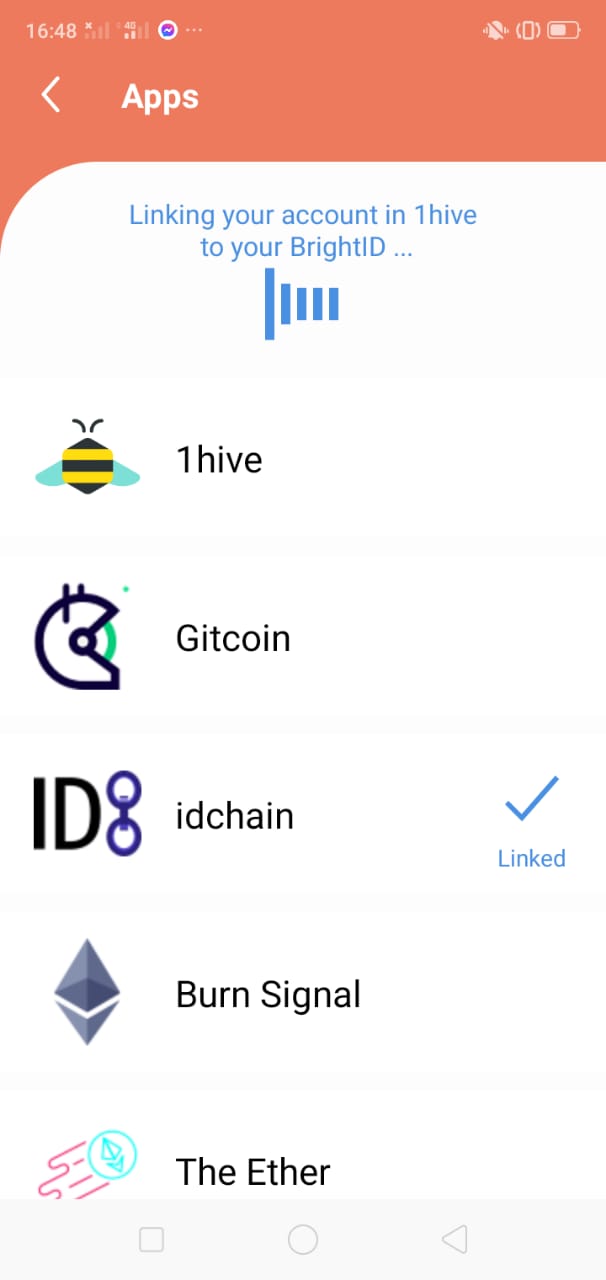 16:48
4G
Apps
Linking your account in 1hive
to your BrightID ...
1hive
Gitcoin
ID
idchain
Linked
Burn Signal
The Ether